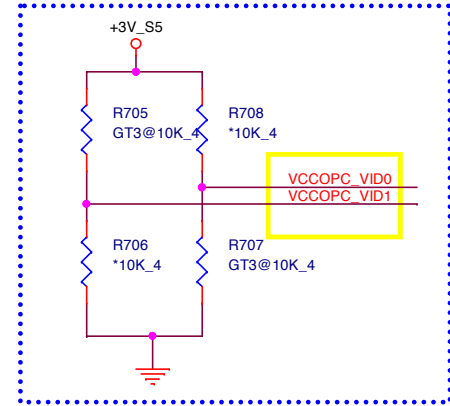 +3V_S5
R705
GT3@10K_4
R708
*10K_4
VCCOPC_VID0
VCCOPC_VID1
R706
*10K_4
R707
GT3@10K_4